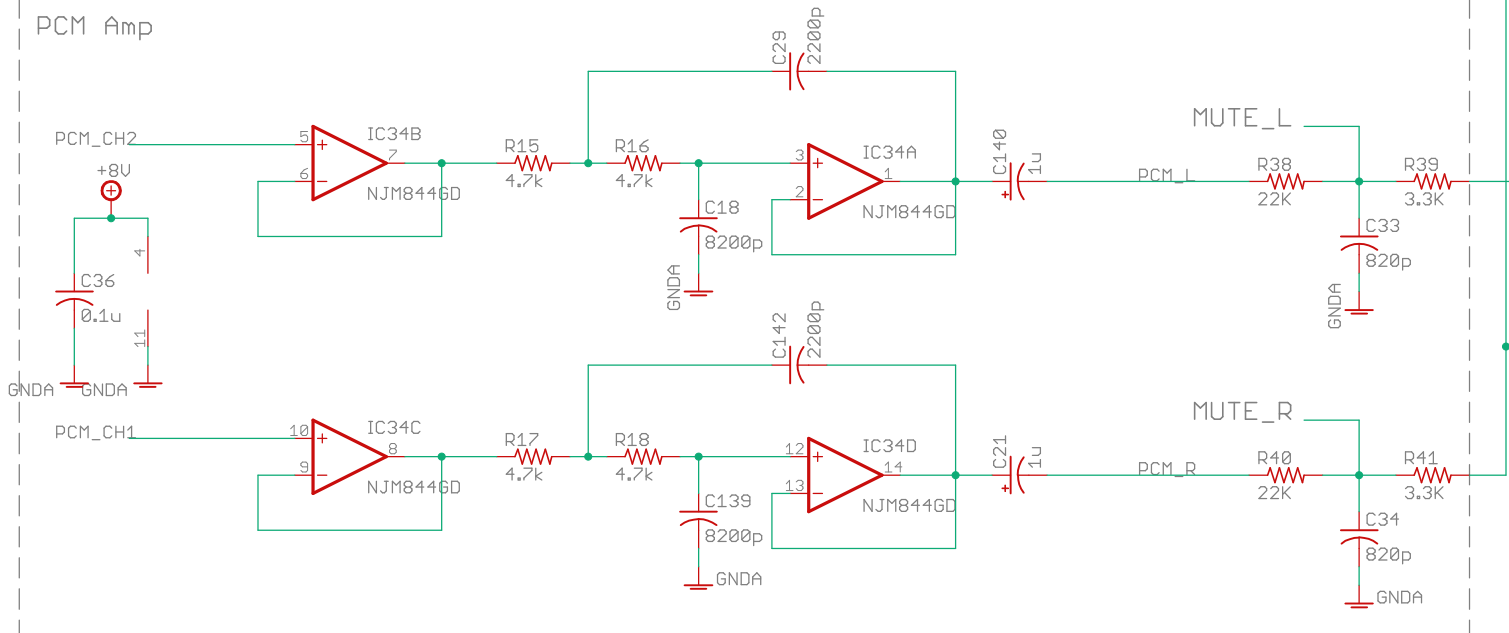 PCM Amp
C29
2200p
PCM_CH2
5
6
7
IC34B
NJM844GD
R15
4.7k
R16
4.7k
3
2
1
IC34A
NJM844GD
C140
1u
PCM_L
MUTE_L
R38
22K
R39
3.3K
+8V
4
11
C36
0.1u
GNDA
GNDA
C18
8200p
GNDA
C33
820p
GNDA
C142
2200p
PCM_CH1
10
9
8
IC34C
NJM844GD
R17
4.7k
R18
4.7k
12
13
14
IC34D
NJM844GD
C21
1u
PCM_R
MUTE_R
R40
22K
R41
3.3K
C139
8200p
GNDA
C34
820p
GNDA